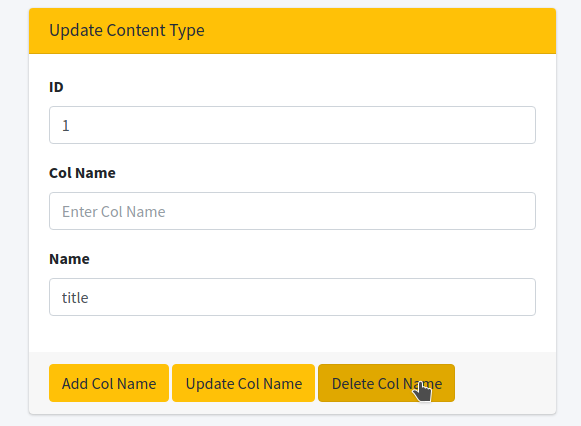 Update Content Type
ID
1
Col Name
Enter Col Name
Name
title
Add Col Name Update Col Name Delete Col Name